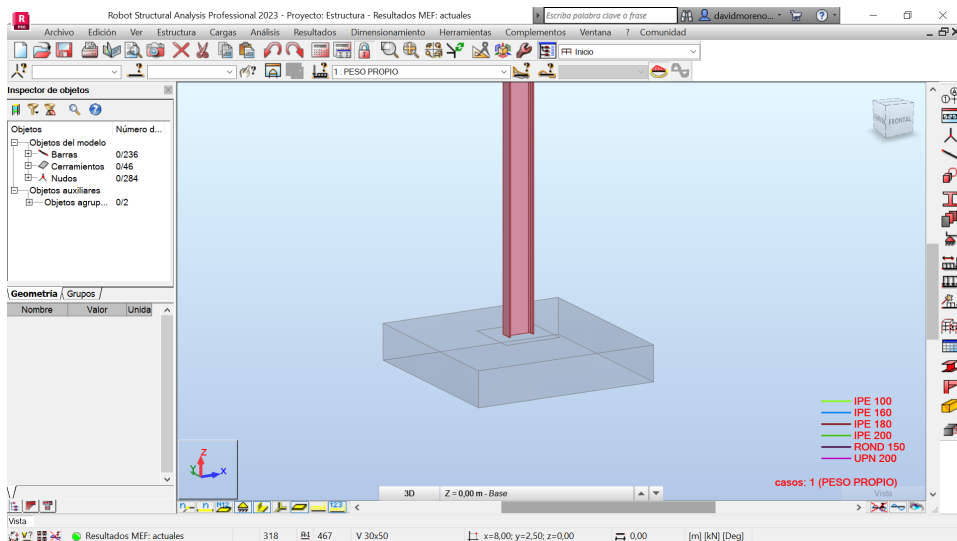 R
PRO
Robot Structural Analysis Professional 2023 - Proyecto: Estructura - Resultados MEF: actuales
Escriba palabra clave o frase
davidmoreno...
Archivo Edición Ver Estructura Cargas Análisis Resultados Dimensionamiento Herramientas Complementos Ventana ? Comunidad
Inicio
1 : PESO PROPIO
Inspector de objetos
Objetos Número d...
Objetos del modelo
Barras 0/236
Cerramientos 0/46
Nudos 0/284
Objetos auxiliares
Objetos agrup... 0/2
Geometría Grupos
Nombre Valor Unida
FRONTAL
IPE 100
IPE 160
IPE 180
IPE 200
ROND 150
UPN 200
casos: 1 (PESO PROPIO)
Vista
Z
Y X
3D Z = 0,00 m - Base
Vista
Resultados MEF: actuales 318 467 V 30x50 x=8,00; y=2,50; z=0,00 0,00 [m] [kN] [Deg]